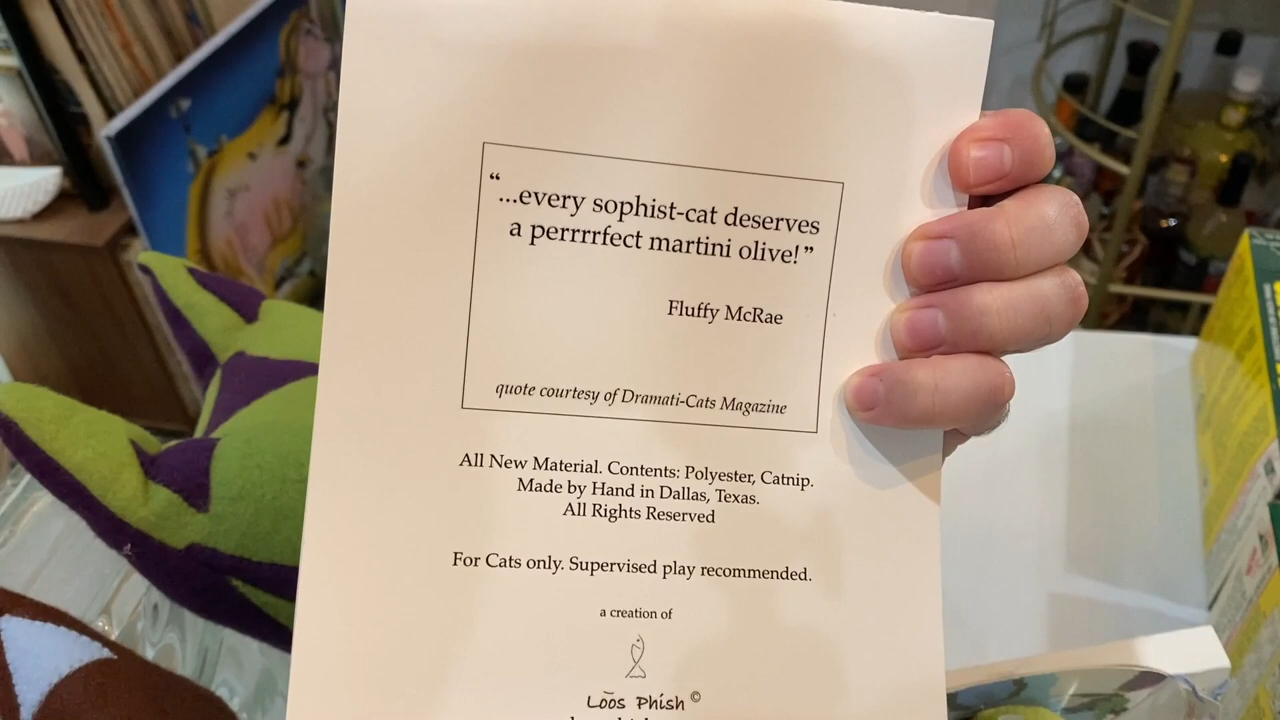 “...every sophist-cat deserves
a perrrrfect martini olive!”
Fluffy McRae
quote courtesy of Dramati-Cats Magazine
All New Material. Contents: Polyester, Catnip.
Made by Hand in Dallas, Texas.
All Rights Reserved
For Cats only. Supervised play recommended.
a creation of
Lōōs Phish ©